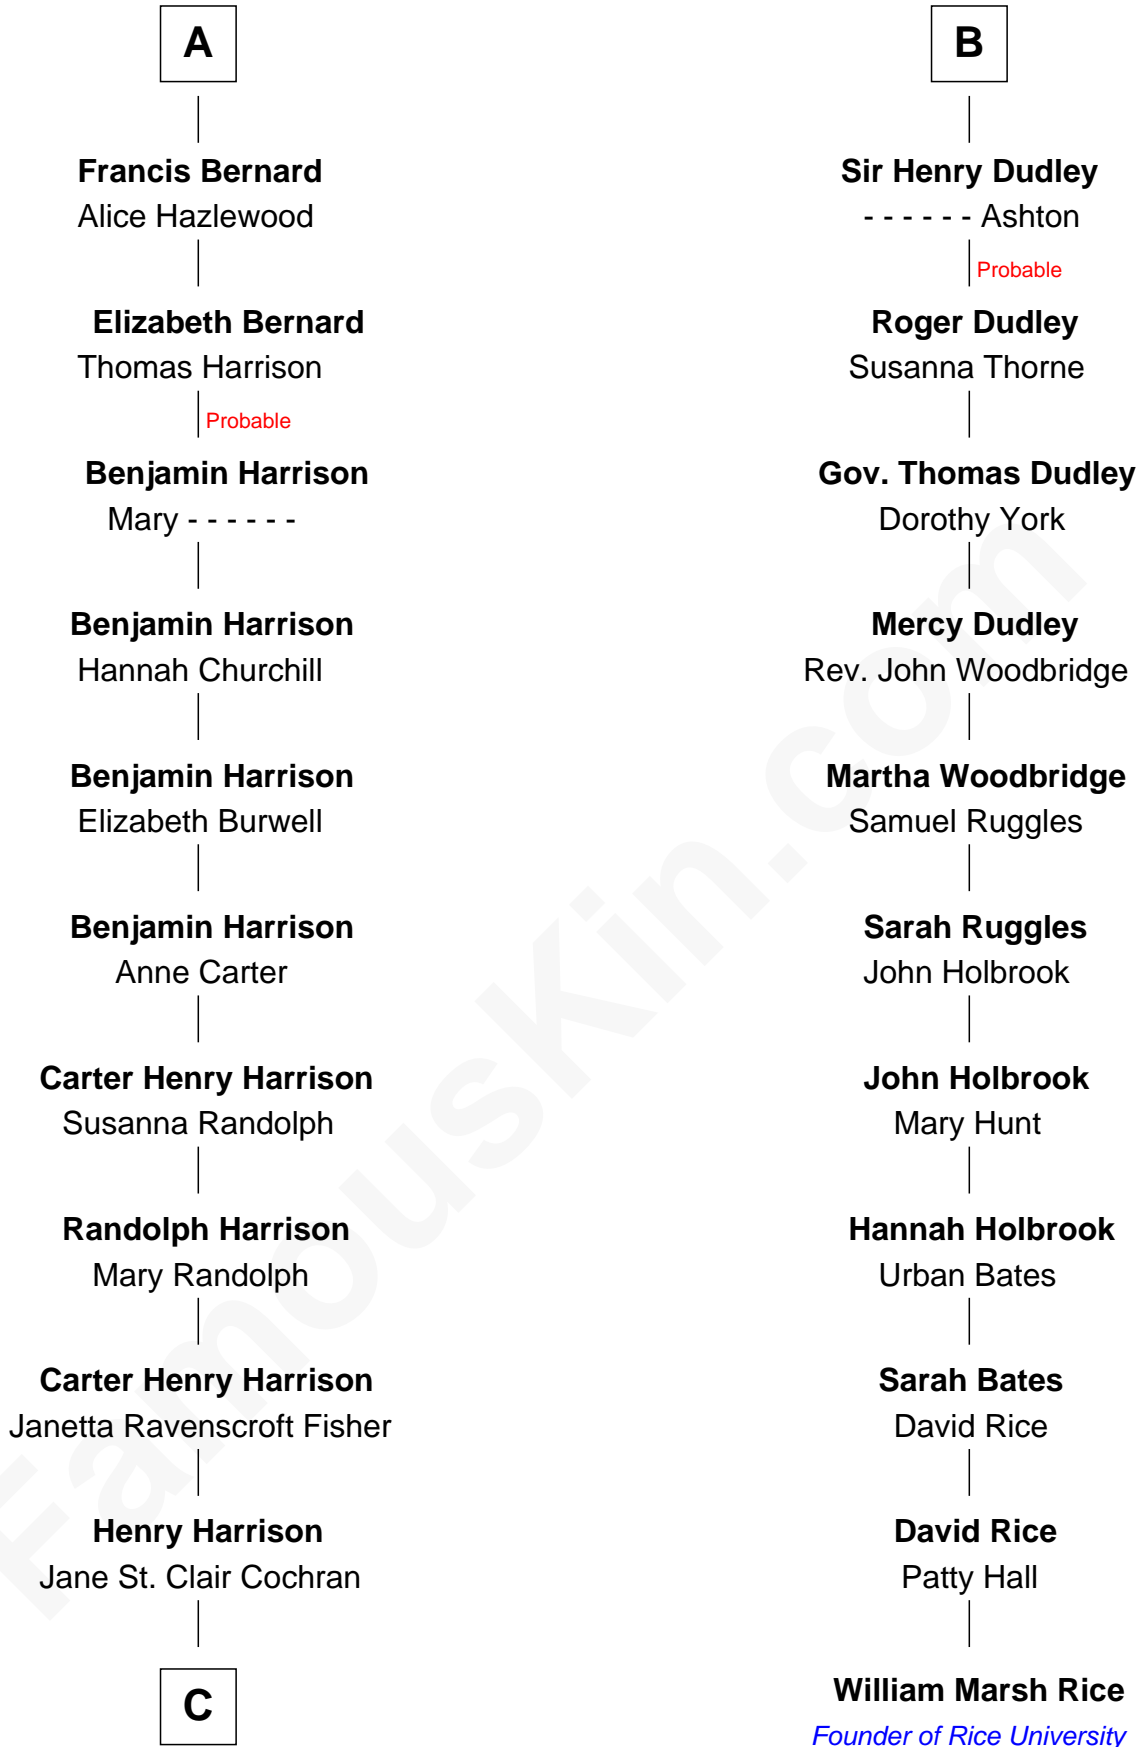 A
Francis Bernard
Alice Hazlewood
Elizabeth Bernard
Thomas Harrison
Probable
Benjamin Harrison
Mary - - - - - -
Benjamin Harrison
Hannah Churchill
Benjamin Harrison
Elizabeth Burwell
Benjamin Harrison
Anne Carter
Carter Henry Harrison
Susanna Randolph
Randolph Harrison
Mary Randolph
Carter Henry Harrison
Janetta Ravenscroft Fisher
Henry Harrison
Jane St. Clair Cochran
C
B
Sir Henry Dudley
- - - - - - Ashton
Probable
Roger Dudley
Susanna Thorne
Gov. Thomas Dudley
Dorothy York
Mercy Dudley
Rev. John Woodbridge
Martha Woodbridge
Samuel Ruggles
Sarah Ruggles
John Holbrook
John Holbrook
Mary Hunt
Hannah Holbrook
Urban Bates
Sarah Bates
David Rice
David Rice
Patty Hall
William Marsh Rice
Founder of Rice University
FamousKin.com